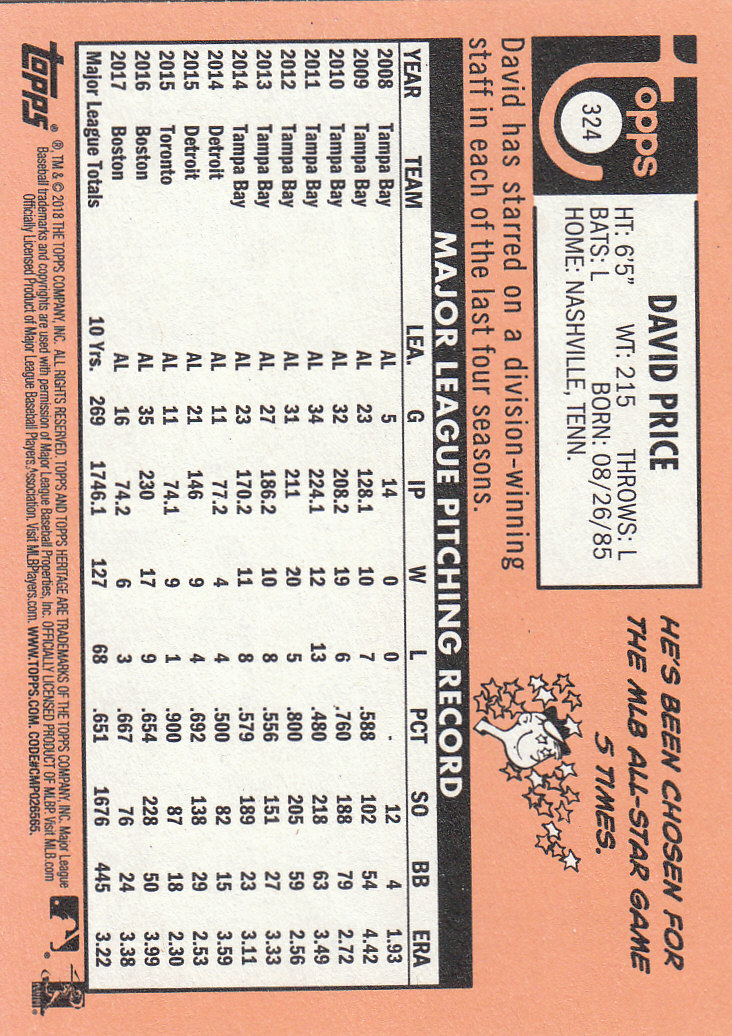 topps
324
DAVID PRICE
HT: 6'5" WT: 215 THROWS: L
BATS: L BORN: 08/26/85
HOME: NASHVILLE, TENN.
HE'S BEEN CHOSEN FOR
THE MLB ALL-STAR GAME
5 TIMES.
David has starred on a division-winning
staff in each of the last four seasons.
MAJOR LEAGUE PITCHING RECORD
YEAR TEAM LEA. G IP W L PCT SO BB ERA
2008 Tampa Bay AL 5 14 0 0 - 12 4 1.93
2009 Tampa Bay AL 23 128.1 10 7 .588 102 54 4.42
2010 Tampa Bay AL 32 208.2 19 6 .760 188 79 2.72
2011 Tampa Bay AL 34 224.1 12 13 .480 218 63 3.49
2012 Tampa Bay AL 31 211 20 5 .800 205 59 2.56
2013 Tampa Bay AL 27 186.2 10 8 .556 151 27 3.33
2014 Tampa Bay AL 23 170.2 11 8 .579 189 23 3.11
2014 Detroit AL 11 77.2 4 4 .500 82 15 3.59
2015 Detroit AL 21 146 9 4 .692 138 29 2.53
2015 Toronto AL 11 74.1 9 1 .900 87 18 2.30
2016 Boston AL 35 230 17 9 .654 228 50 3.99
2017 Boston AL 16 74.2 6 3 .667 76 24 3.38
Major League Totals 10 Yrs. 269 1746.1 127 68 .651 1676 445 3.22
topps®
®, TM & © 2018 THE TOPPS COMPANY, INC. ALL RIGHTS RESERVED. TOPPS AND TOPPS HERITAGE ARE TRADEMARKS OF THE TOPPS COMPANY, INC. Major League
Baseball trademarks and copyrights are used with permission of Major League Baseball Properties, Inc. OFFICIALLY LICENSED PRODUCT OF MLBP. Visit MLB.com
Officially Licensed Product of Major League Baseball Players Association. Visit MLBPlayers.com. WWW.TOPPS.COM. CODE#CMP026565.